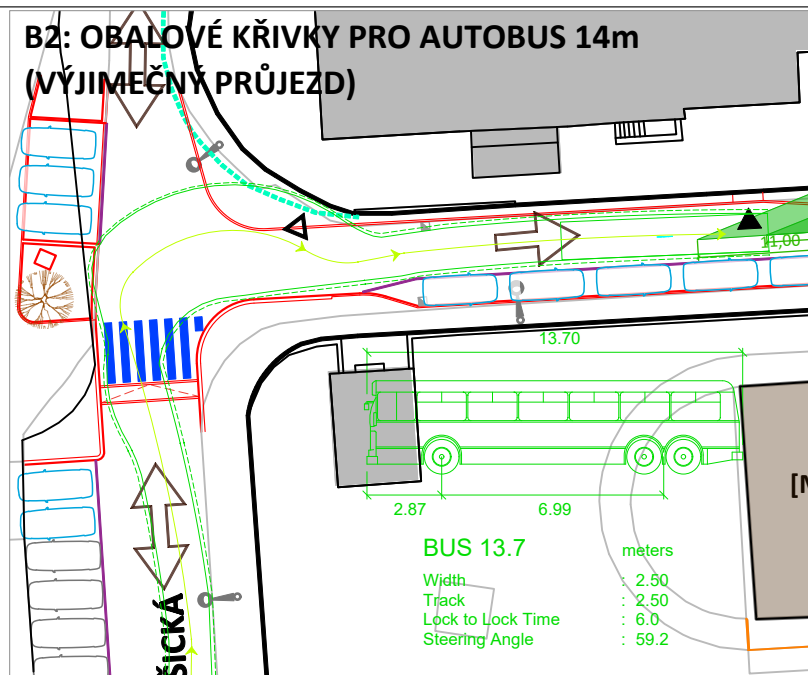 B2: OBALOVÉ KŘIVKY PRO AUTOBUS 14m
(VÝJIMEČNÝ PRŮJEZD)
11,00
13.70
2.87 6.99
BUS 13.7 meters
Width : 2.50
Track : 2.50
Lock to Lock Time : 6.0
Steering Angle : 59.2
ŠICKÁ